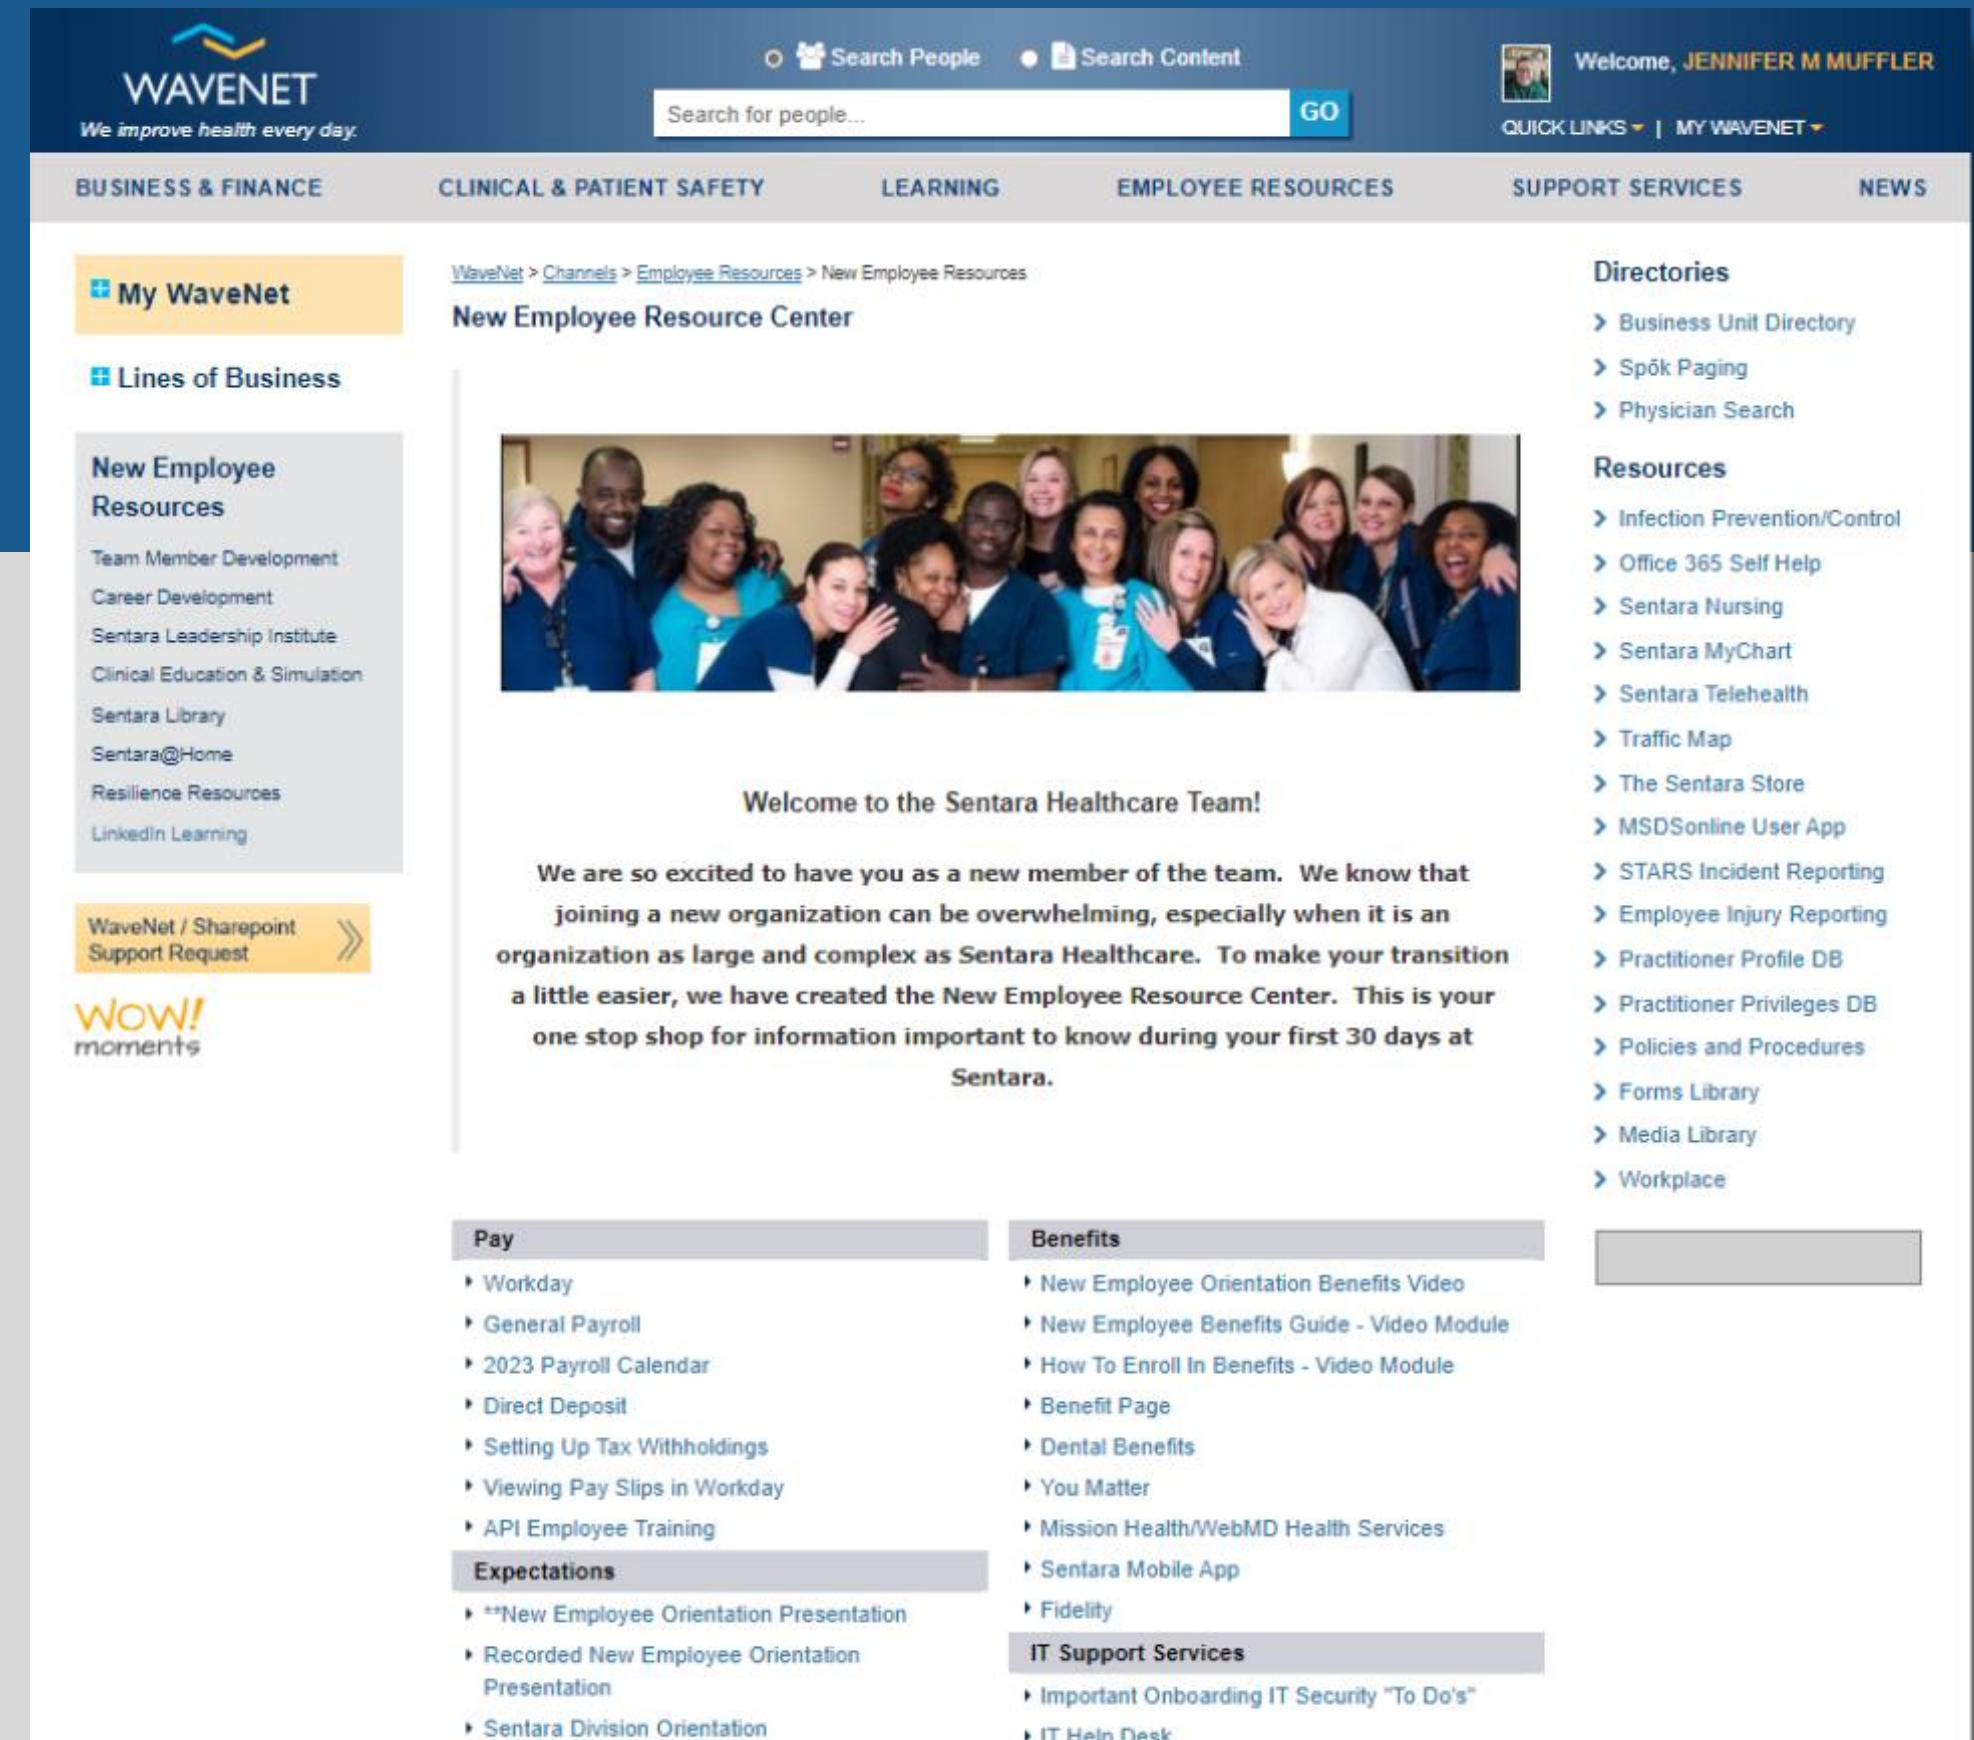 WAVENET
We improve health every day.
Search People
Search Content
Search for people...
GO
Welcome, JENNIFER M MUFFLER
QUICK LINKS | MY WAVENET
BUSINESS & FINANCE
CLINICAL & PATIENT SAFETY
LEARNING
EMPLOYEE RESOURCES
SUPPORT SERVICES
NEWS
My WaveNet
Lines of Business
New Employee
Resources
Team Member Development
Career Development
Sentara Leadership Institute
Clinical Education & Simulation
Sentara Library
Sentara@Home
Resilience Resources
LinkedIn Learning
WaveNet / Sharepoint
Support Request
WOW!
moments
WaveNet > Channels > Employee Resources > New Employee Resources
New Employee Resource Center
Welcome to the Sentara Healthcare Team!
We are so excited to have you as a new member of the team. We know that
joining a new organization can be overwhelming, especially when it is an
organization as large and complex as Sentara Healthcare. To make your transition
a little easier, we have created the New Employee Resource Center. This is your
one stop shop for information important to know during your first 30 days at
Sentara.
Pay
Workday
General Payroll
2023 Payroll Calendar
Direct Deposit
Setting Up Tax Withholdings
Viewing Pay Slips in Workday
API Employee Training
Expectations
**New Employee Orientation Presentation
Recorded New Employee Orientation
Presentation
Sentara Division Orientation
Benefits
New Employee Orientation Benefits Video
New Employee Benefits Guide - Video Module
How To Enroll In Benefits - Video Module
Benefit Page
Dental Benefits
You Matter
Mission Health/WebMD Health Services
Sentara Mobile App
Fidelity
IT Support Services
Important Onboarding IT Security "To Do's"
IT Help Desk
Directories
Business Unit Directory
Spōk Paging
Physician Search
Resources
Infection Prevention/Control
Office 365 Self Help
Sentara Nursing
Sentara MyChart
Sentara Telehealth
Traffic Map
The Sentara Store
MSDSonline User App
STARS Incident Reporting
Employee Injury Reporting
Practitioner Profile DB
Practitioner Privileges DB
Policies and Procedures
Forms Library
Media Library
Workplace